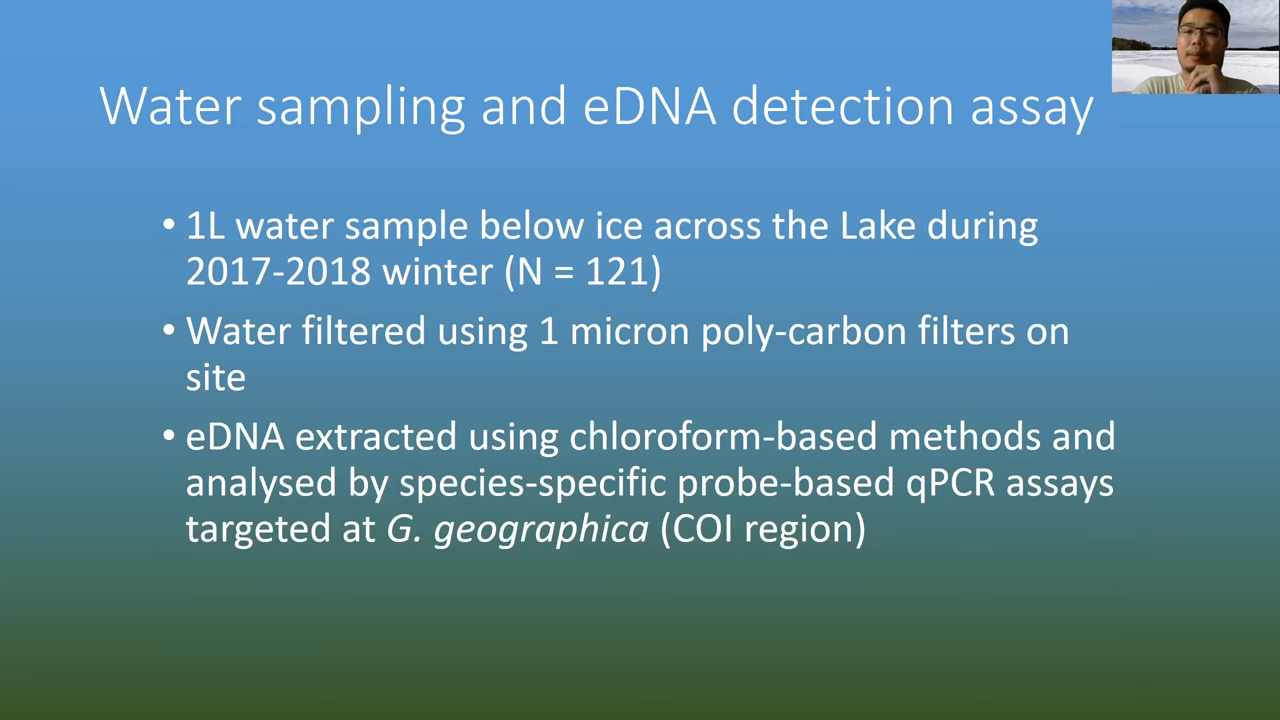 Water sampling and eDNA detection assay
• 1L water sample below ice across the Lake during
2017-2018 winter (N = 121)
• Water filtered using 1 micron poly-carbon filters on
site
• eDNA extracted using chloroform-based methods and
analysed by species-specific probe-based qPCR assays
targeted at G. geographica (COI region)